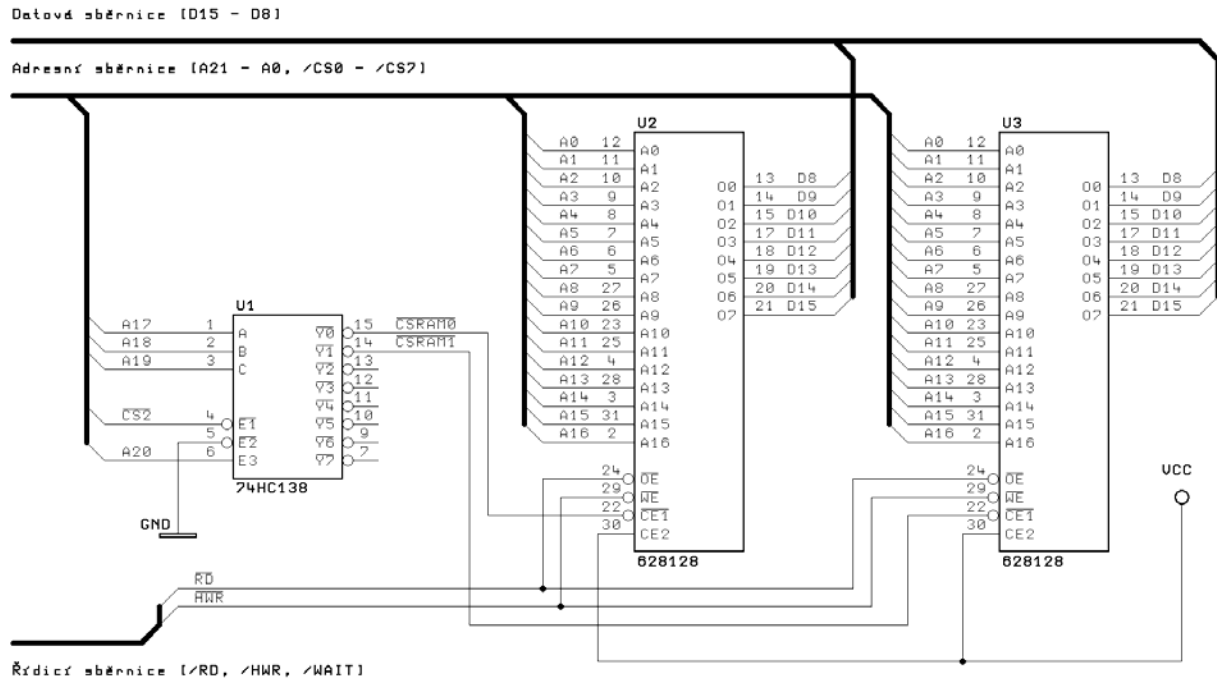 Datová sběrnice [D15 - D8]
Adresní sběrnice [A21 - A0, /CS0 - /CS7]
U2
A0 12 A0
A1 11 A1
A2 10 A2
A3 9 A3
A4 8 A4
A5 7 A5
A6 6 A6
A7 5 A7
A8 27 A8
A9 26 A9
A10 23 A10
A11 25 A11
A12 4 A12
A13 28 A13
A14 3 A14
A15 31 A15
A16 2 A16
O0 13 D8
O1 14 D9
O2 15 D10
O3 17 D11
O4 18 D12
O5 19 D13
O6 20 D14
O7 21 D15
24 OE
29 WE
22 CE1
30 CE2
628128
U3
A0 12 A0
A1 11 A1
A2 10 A2
A3 9 A3
A4 8 A4
A5 7 A5
A6 6 A6
A7 5 A7
A8 27 A8
A9 26 A9
A10 23 A10
A11 25 A11
A12 4 A12
A13 28 A13
A14 3 A14
A15 31 A15
A16 2 A16
O0 13 D8
O1 14 D9
O2 15 D10
O3 17 D11
O4 18 D12
O5 19 D13
O6 20 D14
O7 21 D15
24 OE
29 WE
22 CE1
30 CE2
628128
VCC
U1
A17 1 A
A18 2 B
A19 3 C
CS2 4 E1
5 E2
A20 6 E3
Y0 15 CSRAM0
Y1 14 CSRAM1
Y2 13
Y3 12
Y4 11
Y5 10
Y6 9
Y7 7
74HC138
GND
RD
HWR
Řídicí sběrnice [/RD, /HWR, /WAIT]